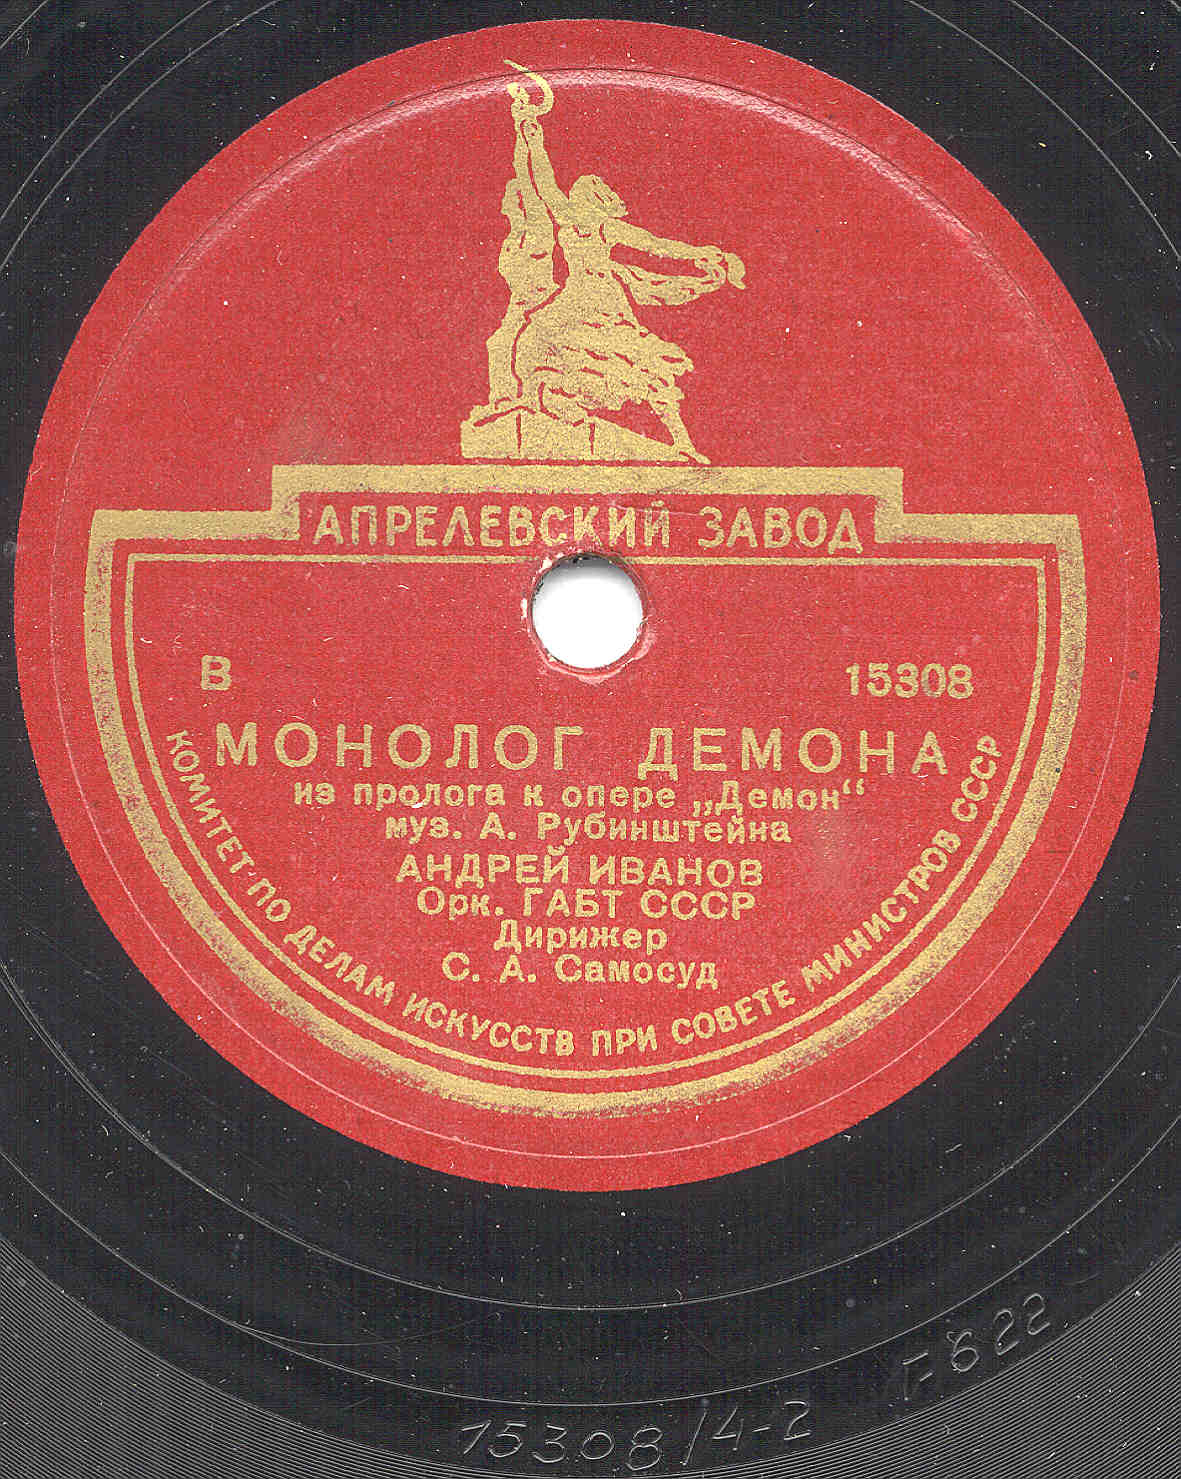 АПРЕЛЕВСКИЙ ЗАВОД
В
15308
МОНОЛОГ ДЕМОНА
из пролога к опере „Демон“
муз. А. Рубинштейна
АНДРЕЙ ИВАНОВ
Орк. ГАБТ СССР
Дирижер
С. А. Самосуд
КОМИТЕТ·ПО ДЕЛАМ ИСКУССТВ ПРИ СОВЕТЕ МИНИСТРОВ СССР
15308/4-2
F622